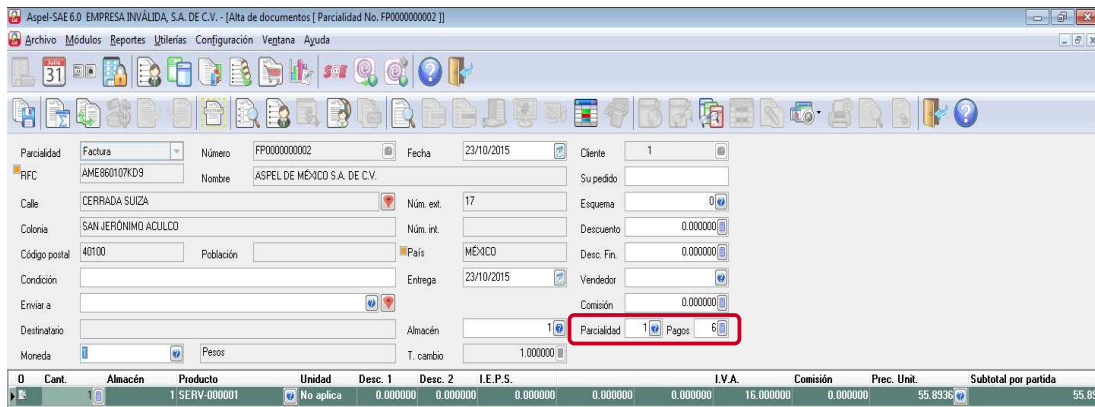 Aspel-SAE 6.0 EMPRESA INVÁLIDA, S.A. DE C.V. - [Alta de documentos [ Parcialidad No. FP0000000002 ]]
Archivo Módulos Reportes Utilerías Configuración Ventana Ayuda
Julio 31 SAE
Parcialidad Factura Número FP0000000002 Fecha 23/10/2015 Cliente 1
RFC AME860107KD9 Nombre ASPEL DE MÉXICO S.A. DE C.V. Su pedido
Calle CERRADA SUIZA Núm. ext. 17 Esquema 0
Colonia SAN JERÓNIMO ACULCO Núm. int. Descuento 0.000000
Código postal 40100 Población País MÉXICO Desc. Fin. 0.000000
Condición Entrega 23/10/2015 Vendedor
Enviar a Comisión 0.000000
Destinatario Almacén 1 Parcialidad 1 Pagos 6
Moneda 1 Pesos T. cambio 1.000000
O Cant. Almacén Producto Unidad Desc. 1 Desc. 2 I.E.P.S. I.V.A. Comisión Prec. Unit. Subtotal por partida
1 1 SERV-000001 No aplica 0.000000 0.000000 0.000000 0.000000 0.000000 16.000000 0.000000 55.8936 55.89